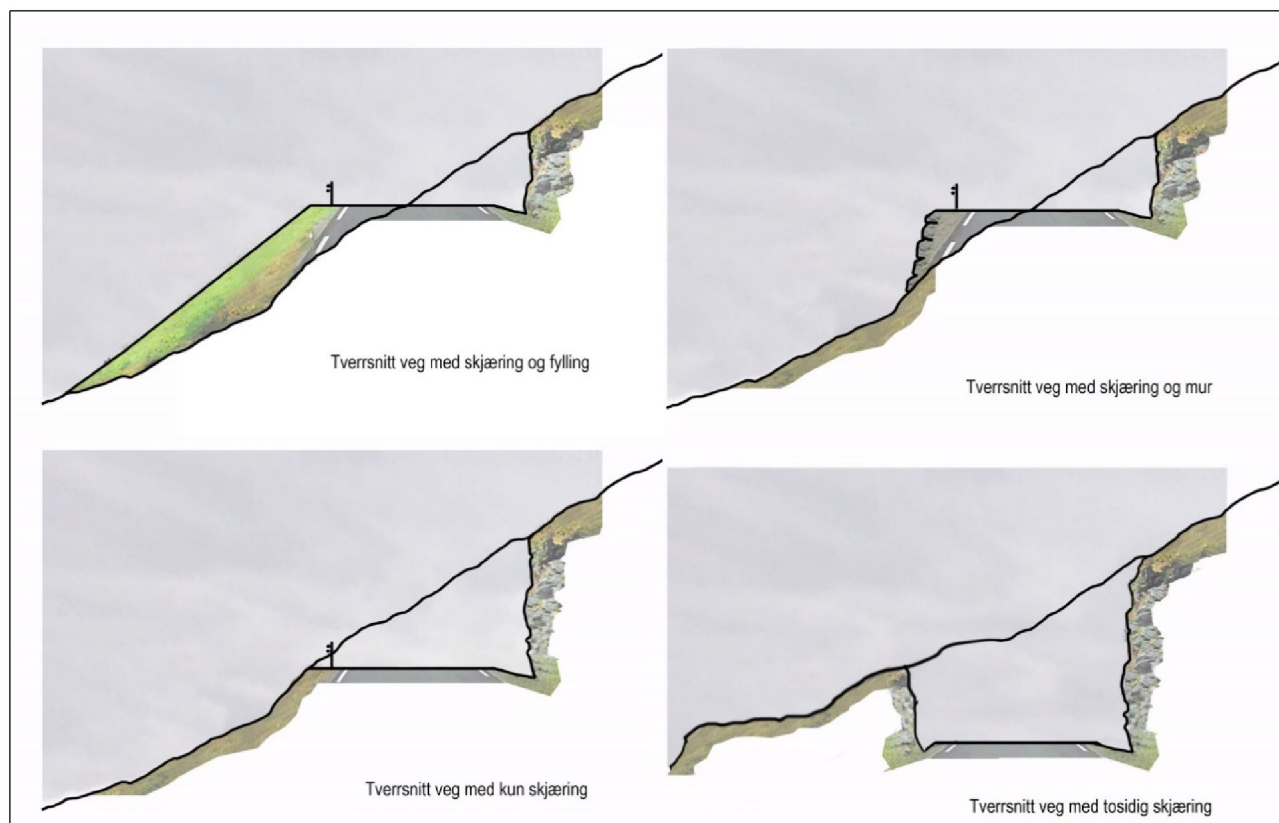 Tverrsnitt veg med skjæring og fylling
Tverrsnitt veg med skjæring og mur
Tverrsnitt veg med kun skjæring
Tverrsnitt veg med tosidig skjæring